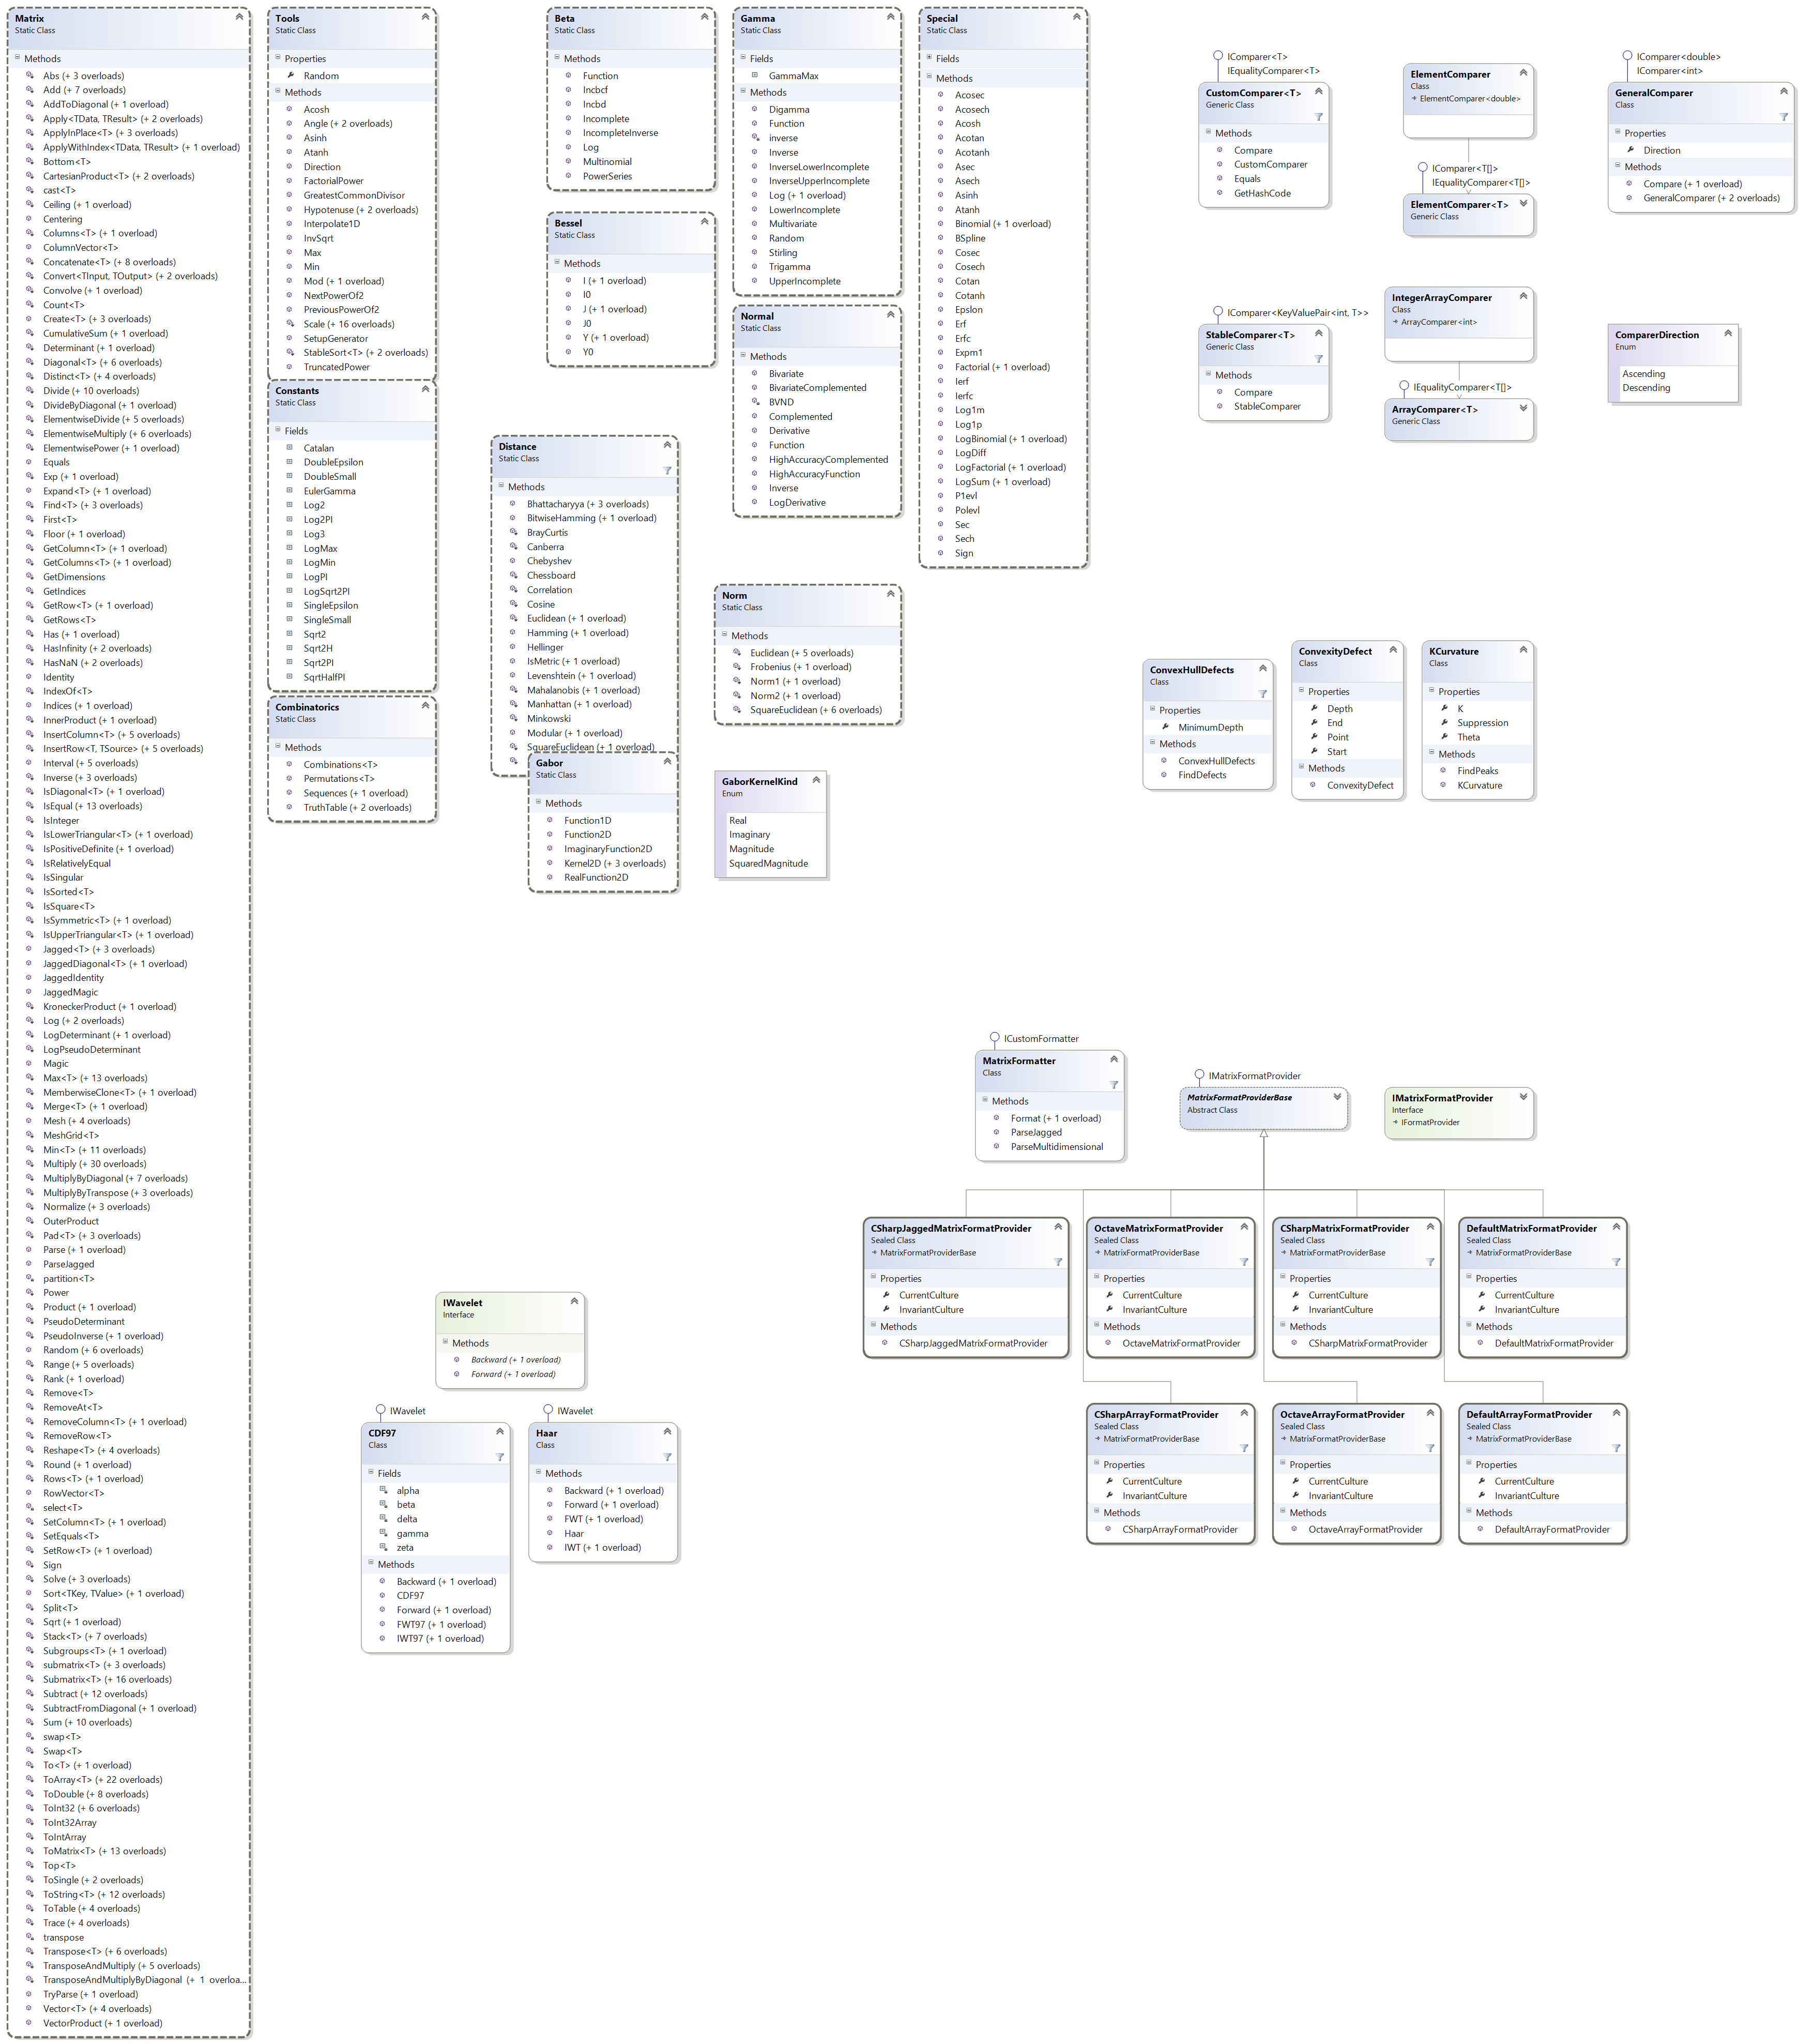 Matrix
Static Class
Methods
Abs (+ 3 overloads)
Add (+ 7 overloads)
AddToDiagonal (+ 1 overload)
Apply<TData, TResult> (+ 2 overloads)
ApplyInPlace<T> (+ 3 overloads)
ApplyWithIndex<TData, TResult> (+ 1 overload)
Bottom<T>
CartesianProduct<T> (+ 2 overloads)
cast<T>
Ceiling (+ 1 overload)
Centering
Columns<T> (+ 1 overload)
ColumnVector<T>
Concatenate<T> (+ 8 overloads)
Convert<TInput, TOutput> (+ 2 overloads)
Convolve (+ 1 overload)
Count<T>
Create<T> (+ 3 overloads)
CumulativeSum (+ 1 overload)
Determinant (+ 1 overload)
Diagonal<T> (+ 6 overloads)
Distinct<T> (+ 4 overloads)
Divide (+ 10 overloads)
DivideByDiagonal (+ 1 overload)
ElementwiseDivide (+ 5 overloads)
ElementwiseMultiply (+ 6 overloads)
ElementwisePower (+ 1 overload)
Equals
Exp (+ 1 overload)
Expand<T> (+ 1 overload)
Find<T> (+ 3 overloads)
First<T>
Floor (+ 1 overload)
GetColumn<T> (+ 1 overload)
GetColumns<T> (+ 1 overload)
GetDimensions
GetIndices
GetRow<T> (+ 1 overload)
GetRows<T>
Has (+ 1 overload)
HasInfinity (+ 2 overloads)
HasNaN (+ 2 overloads)
Identity
IndexOf<T>
Indices (+ 1 overload)
InnerProduct (+ 1 overload)
InsertColumn<T> (+ 5 overloads)
InsertRow<T, TSource> (+ 5 overloads)
Interval (+ 5 overloads)
Inverse (+ 3 overloads)
IsDiagonal<T> (+ 1 overload)
IsEqual (+ 13 overloads)
IsInteger
IsLowerTriangular<T> (+ 1 overload)
IsPositiveDefinite (+ 1 overload)
IsRelativelyEqual
IsSingular
IsSorted<T>
IsSquare<T>
IsSymmetric<T> (+ 1 overload)
IsUpperTriangular<T> (+ 1 overload)
Jagged<T> (+ 3 overloads)
JaggedDiagonal<T> (+ 1 overload)
JaggedIdentity
JaggedMagic
KroneckerProduct (+ 1 overload)
Log (+ 2 overloads)
LogDeterminant (+ 1 overload)
LogPseudoDeterminant
Magic
Max<T> (+ 13 overloads)
MemberwiseClone<T> (+ 1 overload)
Merge<T> (+ 1 overload)
Mesh (+ 4 overloads)
MeshGrid<T>
Min<T> (+ 11 overloads)
Multiply (+ 30 overloads)
MultiplyByDiagonal (+ 7 overloads)
MultiplyByTranspose (+ 3 overloads)
Normalize (+ 3 overloads)
OuterProduct
Pad<T> (+ 3 overloads)
Parse (+ 1 overload)
ParseJagged
partition<T>
Power
Product (+ 1 overload)
PseudoDeterminant
PseudoInverse (+ 1 overload)
Random (+ 6 overloads)
Range (+ 5 overloads)
Rank (+ 1 overload)
Remove<T>
RemoveAt<T>
RemoveColumn<T> (+ 1 overload)
RemoveRow<T>
Reshape<T> (+ 4 overloads)
Round (+ 1 overload)
Rows<T> (+ 1 overload)
RowVector<T>
select<T>
SetColumn<T> (+ 1 overload)
SetEquals<T>
SetRow<T> (+ 1 overload)
Sign
Solve (+ 3 overloads)
Sort<TKey, TValue> (+ 1 overload)
Split<T>
Sqrt (+ 1 overload)
Stack<T> (+ 7 overloads)
Subgroups<T> (+ 1 overload)
submatrix<T> (+ 3 overloads)
Submatrix<T> (+ 16 overloads)
Subtract (+ 12 overloads)
SubtractFromDiagonal (+ 1 overload)
Sum (+ 10 overloads)
swap<T>
Swap<T>
To<T> (+ 1 overload)
ToArray<T> (+ 22 overloads)
ToDouble (+ 8 overloads)
ToInt32 (+ 6 overloads)
ToInt32Array
ToIntArray
ToMatrix<T> (+ 13 overloads)
Top<T>
ToSingle (+ 2 overloads)
ToString<T> (+ 12 overloads)
ToTable (+ 4 overloads)
Trace (+ 4 overloads)
transpose
Transpose<T> (+ 6 overloads)
TransposeAndMultiply (+ 5 overloads)
TransposeAndMultiplyByDiagonal (+ 1 overloa...
TryParse (+ 1 overload)
Vector<T> (+ 4 overloads)
VectorProduct (+ 1 overload)
Tools
Static Class
Properties
Random
Methods
Acosh
Angle (+ 2 overloads)
Asinh
Atanh
Direction
FactorialPower
GreatestCommonDivisor
Hypotenuse (+ 2 overloads)
Interpolate1D
InvSqrt
Max
Min
Mod (+ 1 overload)
NextPowerOf2
PreviousPowerOf2
Scale (+ 16 overloads)
SetupGenerator
StableSort<T> (+ 2 overloads)
TruncatedPower
Constants
Static Class
Fields
Catalan
DoubleEpsilon
DoubleSmall
EulerGamma
Log2
Log2PI
Log3
LogMax
LogMin
LogPI
LogSqrt2PI
SingleEpsilon
SingleSmall
Sqrt2
Sqrt2H
Sqrt2PI
SqrtHalfPI
Combinatorics
Static Class
Methods
Combinations<T>
Permutations<T>
Sequences (+ 1 overload)
TruthTable (+ 2 overloads)
Beta
Static Class
Methods
Function
Incbcf
Incbd
Incomplete
IncompleteInverse
Log
Multinomial
PowerSeries
Bessel
Static Class
Methods
I (+ 1 overload)
I0
J (+ 1 overload)
J0
Y (+ 1 overload)
Y0
Distance
Static Class
Methods
Bhattacharyya (+ 3 overloads)
BitwiseHamming (+ 1 overload)
BrayCurtis
Canberra
Chebyshev
Chessboard
Correlation
Cosine
Euclidean (+ 1 overload)
Hamming (+ 1 overload)
Hellinger
IsMetric (+ 1 overload)
Levenshtein (+ 1 overload)
Mahalanobis (+ 1 overload)
Manhattan (+ 1 overload)
Minkowski
Modular (+ 1 overload)
SquareEuclidean (+ 1 overload)
Gabor
Static Class
Methods
Function1D
Function2D
ImaginaryFunction2D
Kernel2D (+ 3 overloads)
RealFunction2D
Gamma
Static Class
Fields
GammaMax
Methods
Digamma
Function
inverse
Inverse
InverseLowerIncomplete
InverseUpperIncomplete
Log (+ 1 overload)
LowerIncomplete
Multivariate
Random
Stirling
Trigamma
UpperIncomplete
Normal
Static Class
Methods
Bivariate
BivariateComplemented
BVND
Complemented
Derivative
Function
HighAccuracyComplemented
HighAccuracyFunction
Inverse
LogDerivative
Norm
Static Class
Methods
Euclidean (+ 5 overloads)
Frobenius (+ 1 overload)
Norm1 (+ 1 overload)
Norm2 (+ 1 overload)
SquareEuclidean (+ 6 overloads)
GaborKernelKind
Enum
Real
Imaginary
Magnitude
SquaredMagnitude
Special
Static Class
Fields
Methods
Acosec
Acosech
Acosh
Acotan
Acotanh
Asec
Asech
Asinh
Atanh
Binomial (+ 1 overload)
BSpline
Cosec
Cosech
Cotan
Cotanh
Epslon
Erf
Erfc
Expm1
Factorial (+ 1 overload)
Ierf
Ierfc
Log1m
Log1p
LogBinomial (+ 1 overload)
LogDiff
LogFactorial (+ 1 overload)
LogSum (+ 1 overload)
P1evl
Polevl
Sec
Sech
Sign
IComparer<T>
IEqualityComparer<T>
CustomComparer<T>
Generic Class
Methods
Compare
CustomComparer
Equals
GetHashCode
ElementComparer
Class
ElementComparer<double>
IComparer<T[]>
IEqualityComparer<T[]>
ElementComparer<T>
Generic Class
IComparer<double>
IComparer<int>
GeneralComparer
Class
Properties
Direction
Methods
Compare (+ 1 overload)
GeneralComparer (+ 2 overloads)
IComparer<KeyValuePair<int, T>>
StableComparer<T>
Generic Class
Methods
Compare
StableComparer
IntegerArrayComparer
Class
ArrayComparer<int>
IEqualityComparer<T[]>
ArrayComparer<T>
Generic Class
ComparerDirection
Enum
Ascending
Descending
ConvexHullDefects
Class
Properties
MinimumDepth
Methods
ConvexHullDefects
FindDefects
ConvexityDefect
Class
Properties
Depth
End
Point
Start
Methods
ConvexityDefect
KCurvature
Class
Properties
K
Suppression
Theta
Methods
FindPeaks
KCurvature
ICustomFormatter
MatrixFormatter
Class
Methods
Format (+ 1 overload)
ParseJagged
ParseMultidimensional
IMatrixFormatProvider
MatrixFormatProviderBase
Abstract Class
IMatrixFormatProvider
Interface
IFormatProvider
CSharpJaggedMatrixFormatProvider
Sealed Class
MatrixFormatProviderBase
Properties
CurrentCulture
InvariantCulture
Methods
CSharpJaggedMatrixFormatProvider
OctaveMatrixFormatProvider
Sealed Class
MatrixFormatProviderBase
Properties
CurrentCulture
InvariantCulture
Methods
OctaveMatrixFormatProvider
CSharpMatrixFormatProvider
Sealed Class
MatrixFormatProviderBase
Properties
CurrentCulture
InvariantCulture
Methods
CSharpMatrixFormatProvider
DefaultMatrixFormatProvider
Sealed Class
MatrixFormatProviderBase
Properties
CurrentCulture
InvariantCulture
Methods
DefaultMatrixFormatProvider
CSharpArrayFormatProvider
Sealed Class
MatrixFormatProviderBase
Properties
CurrentCulture
InvariantCulture
Methods
CSharpArrayFormatProvider
OctaveArrayFormatProvider
Sealed Class
MatrixFormatProviderBase
Properties
CurrentCulture
InvariantCulture
Methods
OctaveArrayFormatProvider
DefaultArrayFormatProvider
Sealed Class
MatrixFormatProviderBase
Properties
CurrentCulture
InvariantCulture
Methods
DefaultArrayFormatProvider
IWavelet
Interface
Methods
Backward (+ 1 overload)
Forward (+ 1 overload)
IWavelet
CDF97
Class
Fields
alpha
beta
delta
gamma
zeta
Methods
Backward (+ 1 overload)
CDF97
Forward (+ 1 overload)
FWT97 (+ 1 overload)
IWT97 (+ 1 overload)
IWavelet
Haar
Class
Methods
Backward (+ 1 overload)
Forward (+ 1 overload)
FWT (+ 1 overload)
Haar
IWT (+ 1 overload)